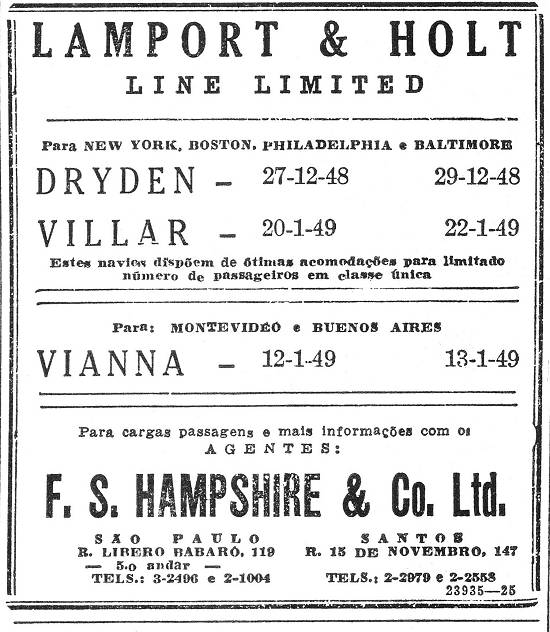 LAMPORT & HOLT
LINE LIMITED
Para NEW YORK, BOSTON, PHILADELPHIA e BALTIMORE
DRYDEN – 27-12-48 29-12-48
VILLAR – 20-1-49 22-1-49
Estes navios dispõem de ótimas acomodações para limitado
número de passageiros em classe única
Para: MONTEVIDÉO e BUENOS AIRES
VIANNA – 12-1-49 13-1-49
Para cargas passagens e mais informações com os
AGENTES:
F. S. HAMPSHIRE & Co. Ltd.
SÃO PAULO SANTOS
R. LIBERO BABARÓ, 119 R. 15 DE NOVEMBRO, 147
— 5.o andar —
TELS.: 3-2496 e 2-1004 TELS.: 2-2979 e 2-2558
23935—25